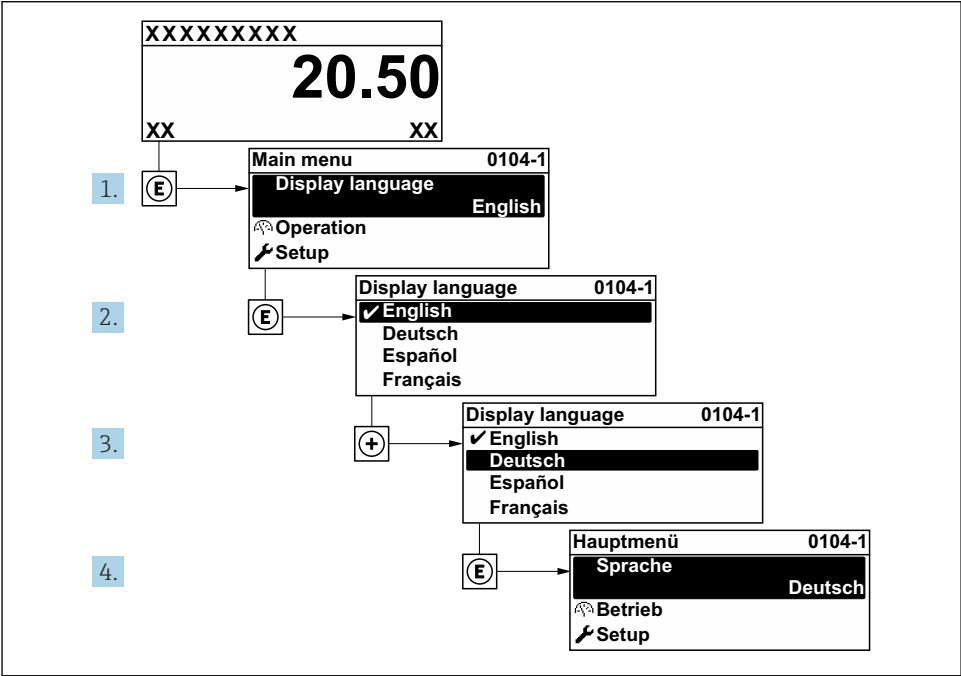 XXXXXXXXX
20.50
XX XX
1.
E
Main menu 0104-1
Display language
English
Operation
Setup
2.
E
Display language 0104-1
✔ English
Deutsch
Español
Français
3.
+
Display language 0104-1
✔ English
Deutsch
Español
Français
4.
E
Hauptmenü 0104-1
Sprache
Deutsch
Betrieb
Setup